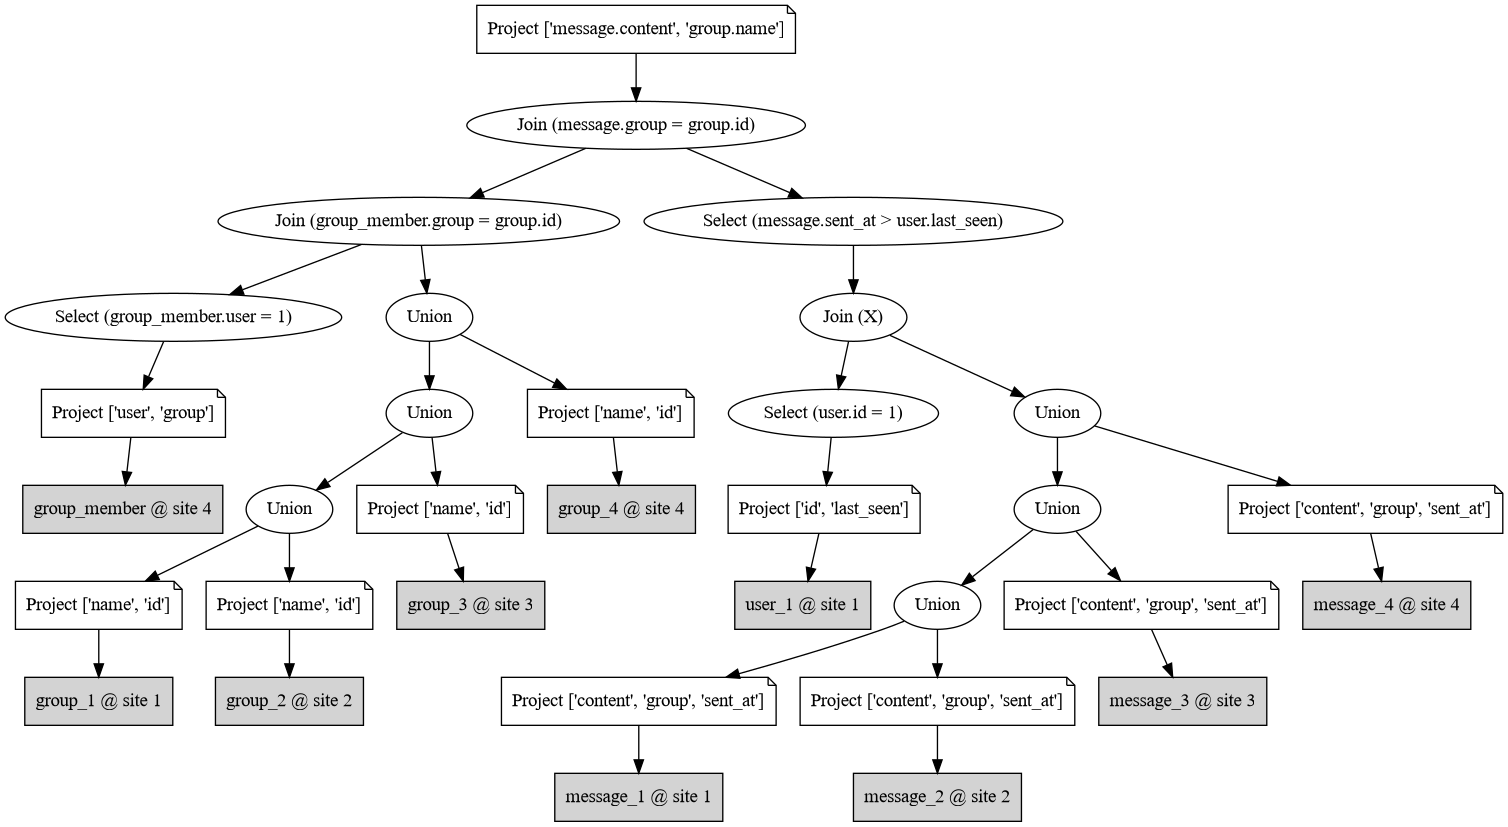 Project ['message.content', 'group.name']
Join (message.group = group.id)
Join (group_member.group = group.id)
Select (message.sent_at > user.last_seen)
Select (group_member.user = 1)
Union
Join (X)
Project ['user', 'group']
Union
Project ['name', 'id']
Select (user.id = 1)
Union
group_member @ site 4
Union
Project ['name', 'id']
group_4 @ site 4
Project ['id', 'last_seen']
Union
Project ['content', 'group', 'sent_at']
Project ['name', 'id']
Project ['name', 'id']
group_3 @ site 3
user_1 @ site 1
Union
Project ['content', 'group', 'sent_at']
message_4 @ site 4
group_1 @ site 1
group_2 @ site 2
Project ['content', 'group', 'sent_at']
Project ['content', 'group', 'sent_at']
message_3 @ site 3
message_1 @ site 1
message_2 @ site 2